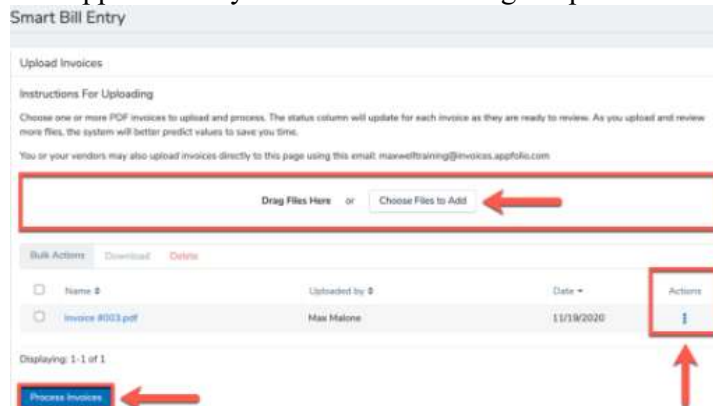 Smart Bill Entry
Upload Invoices
Instructions For Uploading
Choose one or more PDF invoices to upload and process. The status column will update for each invoice as they are ready to review. As you upload and review
more files, the system will better predict values to save you time.
You or your vendors may also upload invoices directly to this page using this email: maxwelltraining@invoices.appfolio.com
Drag Files Here or Choose Files to Add
Bulk Actions Download Delete
Name Uploaded by Date Actions
Invoice #003.pdf Max Malone 11/19/2020
Displaying: 1-1 of 1
Process Invoices